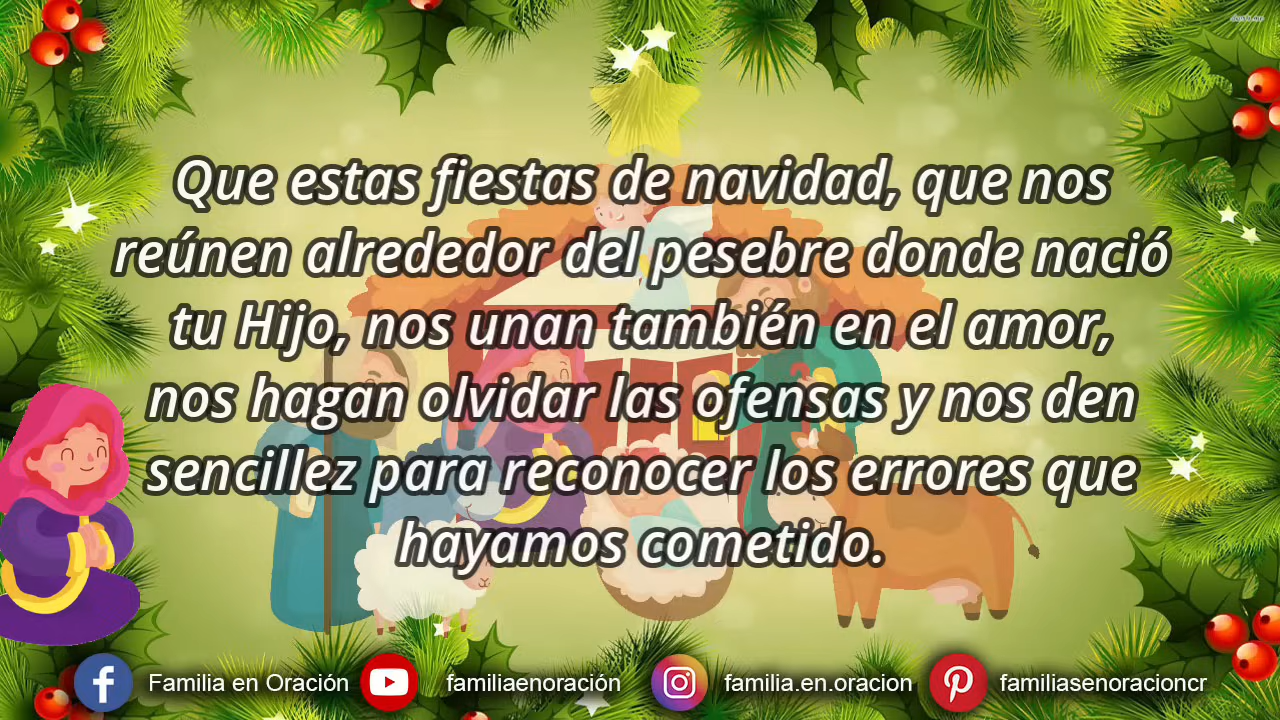 Que estas fiestas de navidad, que nos
reúnen alrededor del pesebre donde nació
tu Hijo, nos unan también en el amor,
nos hagan olvidar las ofensas y nos den
sencillez para reconocer los errores que
hayamos cometido.
Familia en Oración familiaenoración familia.en.oracion familiasenoracioncr